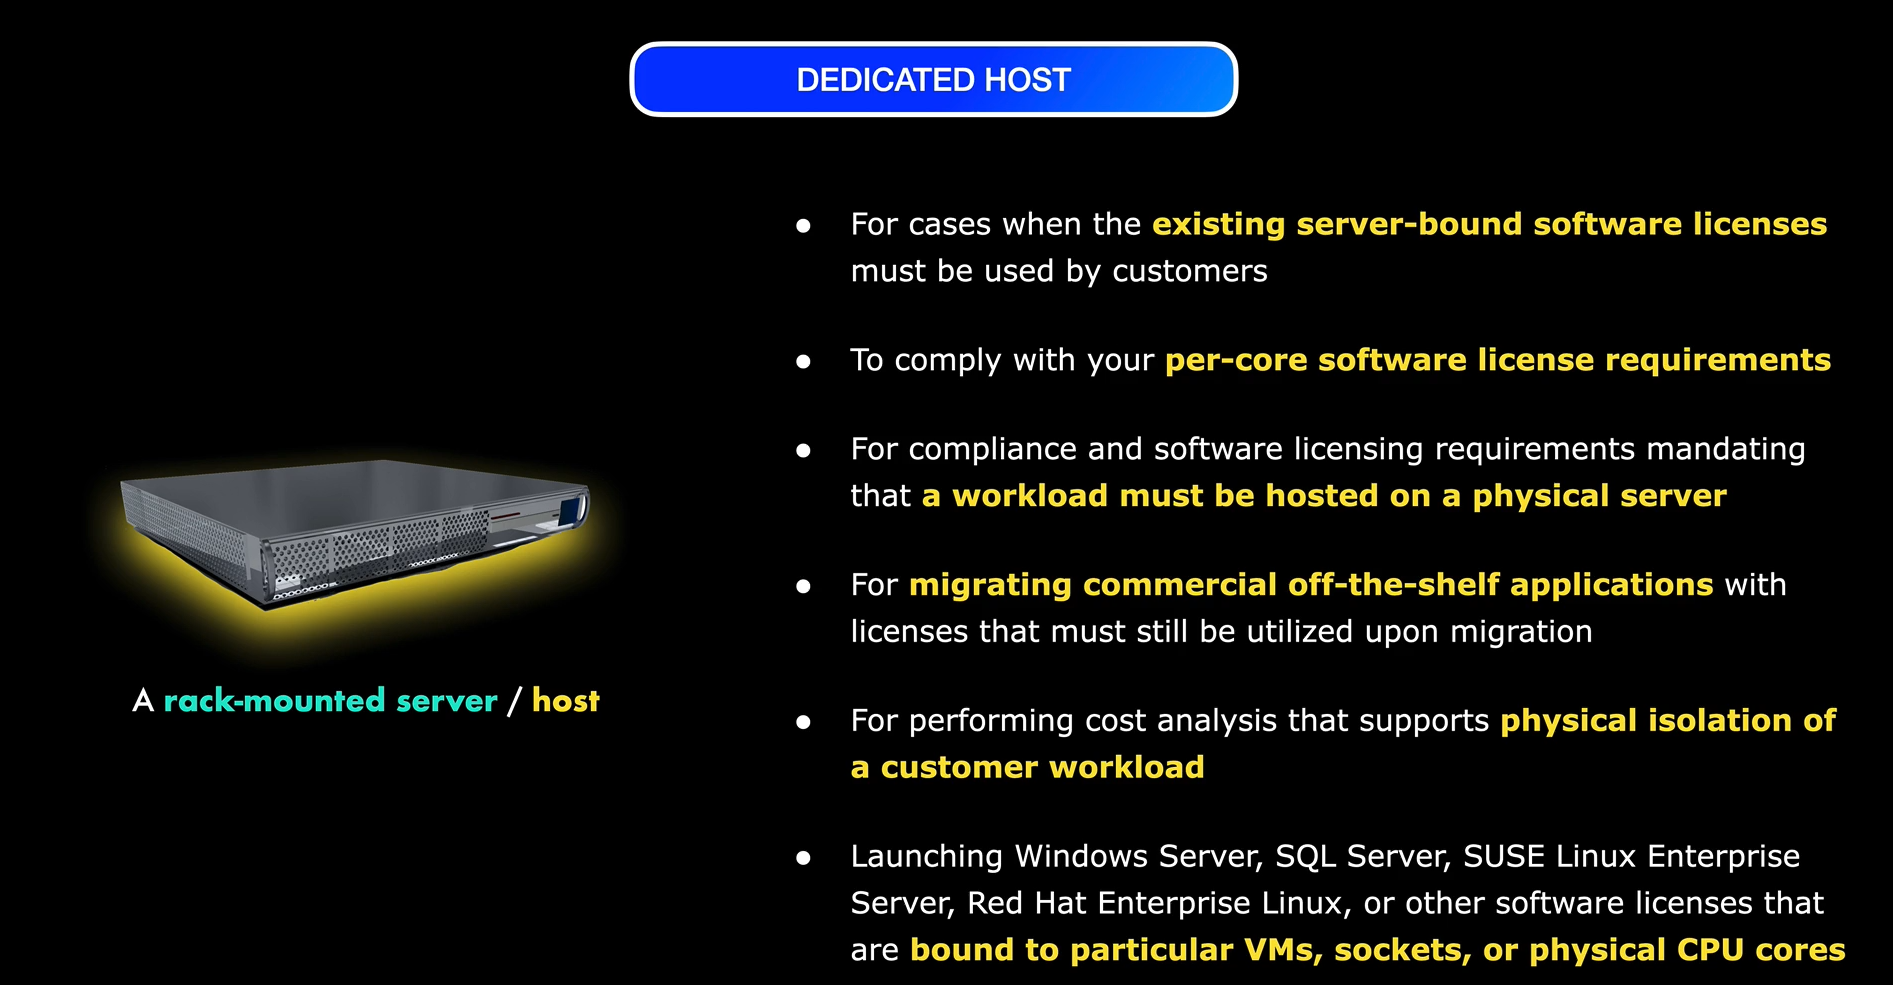 DEDICATED HOST
● For cases when the existing server-bound software licenses
must be used by customers
● To comply with your per-core software license requirements
● For compliance and software licensing requirements mandating
that a workload must be hosted on a physical server
● For migrating commercial off-the-shelf applications with
licenses that must still be utilized upon migration
● For performing cost analysis that supports physical isolation of
a customer workload
● Launching Windows Server, SQL Server, SUSE Linux Enterprise
Server, Red Hat Enterprise Linux, or other software licenses that
are bound to particular VMs, sockets, or physical CPU cores
A rack-mounted server / host